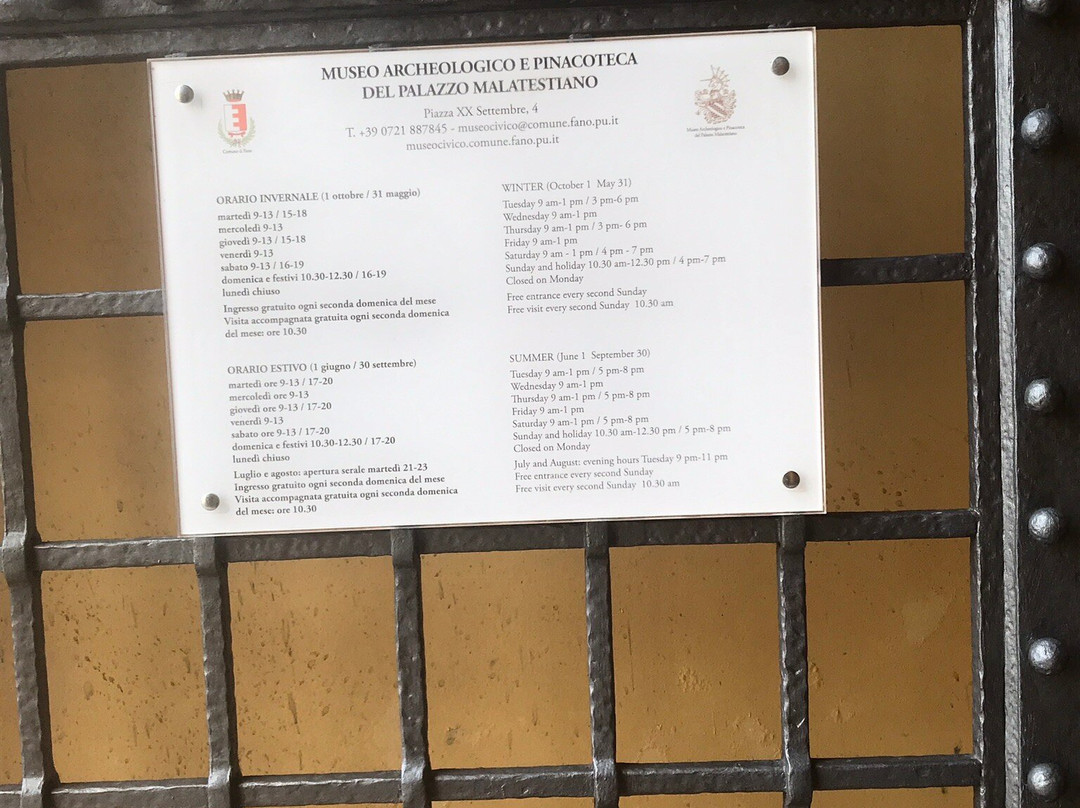 MUSEO ARCHEOLOGICO E PINACOTECA
DEL PALAZZO MALATESTIANO
Piazza XX Settembre, 4
T. +39 0721 887845 - museocivico@comune.fano.pu.it
museocivico.comune.fano.pu.it
Comune di Fano
Museo Archeologico e Pinacoteca
del Palazzo Malatestiano
ORARIO INVERNALE (1 ottobre / 31 maggio)
martedì 9-13 / 15-18
mercoledì 9-13
giovedì 9-13 / 15-18
venerdì 9-13
sabato 9-13 / 16-19
domenica e festivi 10.30-12.30 / 16-19
lunedì chiuso
Ingresso gratuito ogni seconda domenica del mese
Visita accompagnata gratuita ogni seconda domenica
del mese: ore 10.30
ORARIO ESTIVO (1 giugno / 30 settembre)
martedì ore 9-13 / 17-20
mercoledì ore 9-13
giovedì ore 9-13 / 17-20
venerdì 9-13
sabato ore 9-13 / 17-20
domenica e festivi 10.30-12.30 / 17-20
lunedì chiuso
Luglio e agosto: apertura serale martedì 21-23
Ingresso gratuito ogni seconda domenica del mese
Visita accompagnata gratuita ogni seconda domenica
del mese: ore 10.30
WINTER (October 1 May 31)
Tuesday 9 am-1 pm / 3 pm-6 pm
Wednesday 9 am-1 pm
Thursday 9 am-1 pm / 3 pm- 6 pm
Friday 9 am-1 pm
Saturday 9 am - 1 pm / 4 pm - 7 pm
Sunday and holiday 10.30 am-12.30 pm / 4 pm-7 pm
Closed on Monday
Free entrance every second Sunday
Free visit every second Sunday 10.30 am
SUMMER (June 1 September 30)
Tuesday 9 am-1 pm / 5 pm-8 pm
Wednesday 9 am-1 pm
Thursday 9 am-1 pm / 5 pm-8 pm
Friday 9 am-1 pm
Saturday 9 am-1 pm / 5 pm-8 pm
Sunday and holiday 10.30 am-12.30 pm / 5 pm-8 pm
Closed on Monday
July and August: evening hours Tuesday 9 pm-11 pm
Free entrance every second Sunday
Free visit every second Sunday 10.30 am